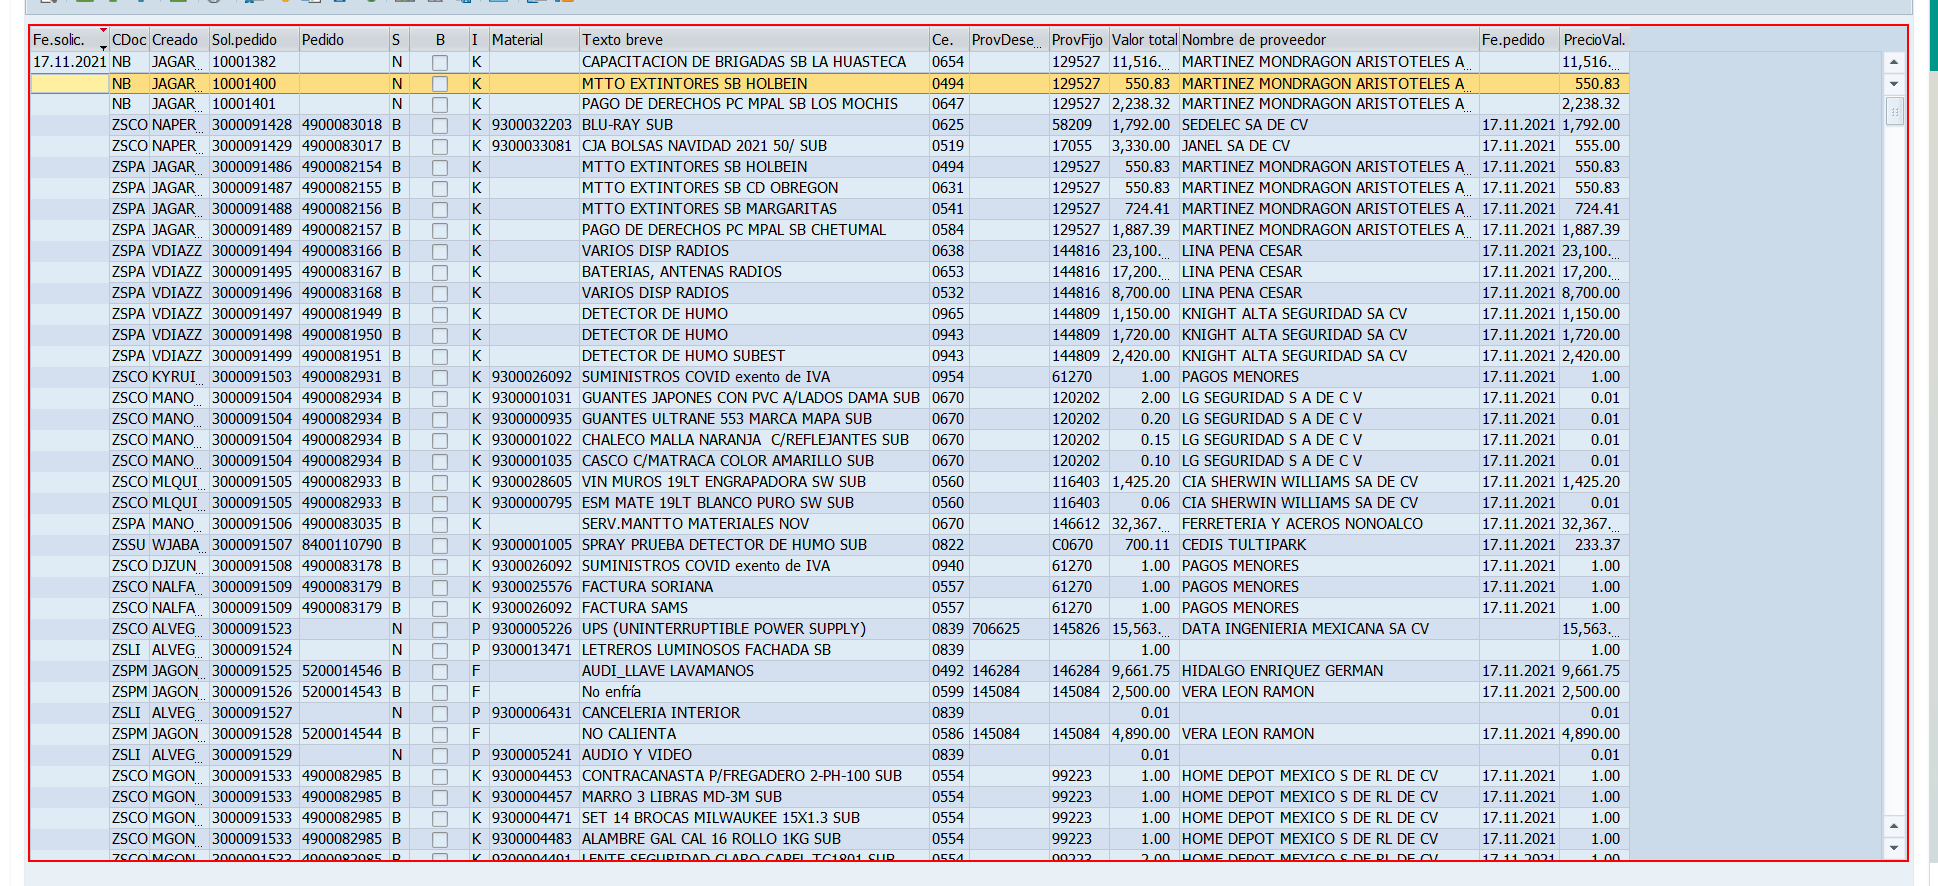 Fe.solic. CDoc Creado Sol.pedido Pedido S B I Material Texto breve Ce. ProvDese... ProvFijo Valor total Nombre de proveedor Fe.pedido PrecioVal.
17.11.2021 NB JAGAR... 10001382 N K CAPACITACION DE BRIGADAS SB LA HUASTECA 0654 129527 11,516.... MARTINEZ MONDRAGON ARISTOTELES A... 11,516....
NB JAGAR... 10001400 N K MTTO EXTINTORES SB HOLBEIN 0494 129527 550.83 MARTINEZ MONDRAGON ARISTOTELES A... 550.83
NB JAGAR... 10001401 N K PAGO DE DERECHOS PC MPAL SB LOS MOCHIS 0647 129527 2,238.32 MARTINEZ MONDRAGON ARISTOTELES A... 2,238.32
ZSCO NAPER... 3000091428 4900083018 B K 9300032203 BLU-RAY SUB 0625 58209 1,792.00 SEDELEC SA DE CV 17.11.2021 1,792.00
ZSCO NAPER... 3000091429 4900083017 B K 9300033081 CJA BOLSAS NAVIDAD 2021 50/ SUB 0519 17055 3,330.00 JANEL SA DE CV 17.11.2021 555.00
ZSPA JAGAR... 3000091486 4900082154 B K MTTO EXTINTORES SB HOLBEIN 0494 129527 550.83 MARTINEZ MONDRAGON ARISTOTELES A... 17.11.2021 550.83
ZSPA JAGAR... 3000091487 4900082155 B K MTTO EXTINTORES SB CD OBREGON 0631 129527 550.83 MARTINEZ MONDRAGON ARISTOTELES A... 17.11.2021 550.83
ZSPA JAGAR... 3000091488 4900082156 B K MTTO EXTINTORES SB MARGARITAS 0541 129527 724.41 MARTINEZ MONDRAGON ARISTOTELES A... 17.11.2021 724.41
ZSPA JAGAR... 3000091489 4900082157 B K PAGO DE DERECHOS PC MPAL SB CHETUMAL 0584 129527 1,887.39 MARTINEZ MONDRAGON ARISTOTELES A... 17.11.2021 1,887.39
ZSPA VDIAZZ 3000091494 4900083166 B K VARIOS DISP RADIOS 0638 144816 23,100.... LINA PENA CESAR 17.11.2021 23,100....
ZSPA VDIAZZ 3000091495 4900083167 B K BATERIAS, ANTENAS RADIOS 0653 144816 17,200.... LINA PENA CESAR 17.11.2021 17,200....
ZSPA VDIAZZ 3000091496 4900083168 B K VARIOS DISP RADIOS 0532 144816 8,700.00 LINA PENA CESAR 17.11.2021 8,700.00
ZSPA VDIAZZ 3000091497 4900081949 B K DETECTOR DE HUMO 0965 144809 1,150.00 KNIGHT ALTA SEGURIDAD SA CV 17.11.2021 1,150.00
ZSPA VDIAZZ 3000091498 4900081950 B K DETECTOR DE HUMO 0943 144809 1,720.00 KNIGHT ALTA SEGURIDAD SA CV 17.11.2021 1,720.00
ZSPA VDIAZZ 3000091499 4900081951 B K DETECTOR DE HUMO SUBEST 0943 144809 2,420.00 KNIGHT ALTA SEGURIDAD SA CV 17.11.2021 2,420.00
ZSCO KYRUI... 3000091503 4900082931 B K 9300026092 SUMINISTROS COVID exento de IVA 0954 61270 1.00 PAGOS MENORES 17.11.2021 1.00
ZSCO MANO... 3000091504 4900082934 B K 9300001031 GUANTES JAPONES CON PVC A/LADOS DAMA SUB 0670 120202 2.00 LG SEGURIDAD S A DE C V 17.11.2021 0.01
ZSCO MANO... 3000091504 4900082934 B K 9300000935 GUANTES ULTRANE 553 MARCA MAPA SUB 0670 120202 0.20 LG SEGURIDAD S A DE C V 17.11.2021 0.01
ZSCO MANO... 3000091504 4900082934 B K 9300001022 CHALECO MALLA NARANJA C/REFLEJANTES SUB 0670 120202 0.15 LG SEGURIDAD S A DE C V 17.11.2021 0.01
ZSCO MANO... 3000091504 4900082934 B K 9300001035 CASCO C/MATRACA COLOR AMARILLO SUB 0670 120202 0.10 LG SEGURIDAD S A DE C V 17.11.2021 0.01
ZSCO MLQUI... 3000091505 4900082933 B K 9300028605 VIN MUROS 19LT ENGRAPADORA SW SUB 0560 116403 1,425.20 CIA SHERWIN WILLIAMS SA DE CV 17.11.2021 1,425.20
ZSCO MLQUI... 3000091505 4900082933 B K 9300000795 ESM MATE 19LT BLANCO PURO SW SUB 0560 116403 0.06 CIA SHERWIN WILLIAMS SA DE CV 17.11.2021 0.01
ZSPA MANO... 3000091506 4900083035 B K SERV.MANTTO MATERIALES NOV 0670 146612 32,367.... FERRETERIA Y ACEROS NONOALCO 17.11.2021 32,367....
ZSSU WJABA... 3000091507 8400110790 B K 9300001005 SPRAY PRUEBA DETECTOR DE HUMO SUB 0822 C0670 700.11 CEDIS TULTIPARK 17.11.2021 233.37
ZSCO DJZUN... 3000091508 4900083178 B K 9300026092 SUMINISTROS COVID exento de IVA 0940 61270 1.00 PAGOS MENORES 17.11.2021 1.00
ZSCO NALFA... 3000091509 4900083179 B K 9300025576 FACTURA SORIANA 0557 61270 1.00 PAGOS MENORES 17.11.2021 1.00
ZSCO NALFA... 3000091509 4900083179 B K 9300026092 FACTURA SAMS 0557 61270 1.00 PAGOS MENORES 17.11.2021 1.00
ZSCO ALVEG... 3000091523 N P 9300005226 UPS (UNINTERRUPTIBLE POWER SUPPLY) 0839 706625 145826 15,563.... DATA INGENIERIA MEXICANA SA CV 15,563....
ZSLI ALVEG... 3000091524 N P 9300013471 LETREROS LUMINOSOS FACHADA SB 0839 1.00 1.00
ZSPM JAGON... 3000091525 5200014546 B F AUDI_LLAVE LAVAMANOS 0492 146284 146284 9,661.75 HIDALGO ENRIQUEZ GERMAN 17.11.2021 9,661.75
ZSPM JAGON... 3000091526 5200014543 B F No enfría 0599 145084 145084 2,500.00 VERA LEON RAMON 17.11.2021 2,500.00
ZSLI ALVEG... 3000091527 N P 9300006431 CANCELERIA INTERIOR 0839 0.01 0.01
ZSPM JAGON... 3000091528 5200014544 B F NO CALIENTA 0586 145084 145084 4,890.00 VERA LEON RAMON 17.11.2021 4,890.00
ZSLI ALVEG... 3000091529 N P 9300005241 AUDIO Y VIDEO 0839 0.01 0.01
ZSCO MGON... 3000091533 4900082985 B K 9300004453 CONTRACANASTA P/FREGADERO 2-PH-100 SUB 0554 99223 1.00 HOME DEPOT MEXICO S DE RL DE CV 17.11.2021 1.00
ZSCO MGON... 3000091533 4900082985 B K 9300004457 MARRO 3 LIBRAS MD-3M SUB 0554 99223 1.00 HOME DEPOT MEXICO S DE RL DE CV 17.11.2021 1.00
ZSCO MGON... 3000091533 4900082985 B K 9300004471 SET 14 BROCAS MILWAUKEE 15X1.3 SUB 0554 99223 1.00 HOME DEPOT MEXICO S DE RL DE CV 17.11.2021 1.00
ZSCO MGON... 3000091533 4900082985 B K 9300004483 ALAMBRE GAL CAL 16 ROLLO 1KG SUB 0554 99223 1.00 HOME DEPOT MEXICO S DE RL DE CV 17.11.2021 1.00
ZSCO MGON... 3000091533 4900082985 B K 9300004491 LENTE SEGURIDAD CLARO CAREL TC1801 SUB 0554 99223 2.00 HOME DEPOT MEXICO S DE RL DE CV 17.11.2021 1.00